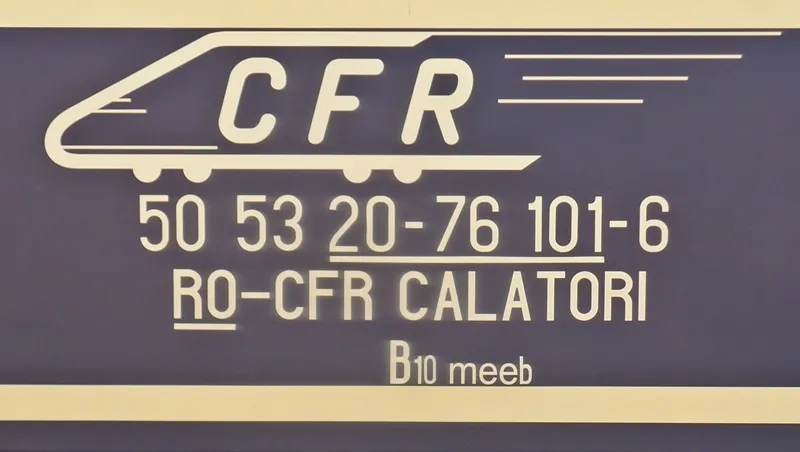 CFR
50 53 20-76 101-6
RO-CFR CALATORI
B10 meeb